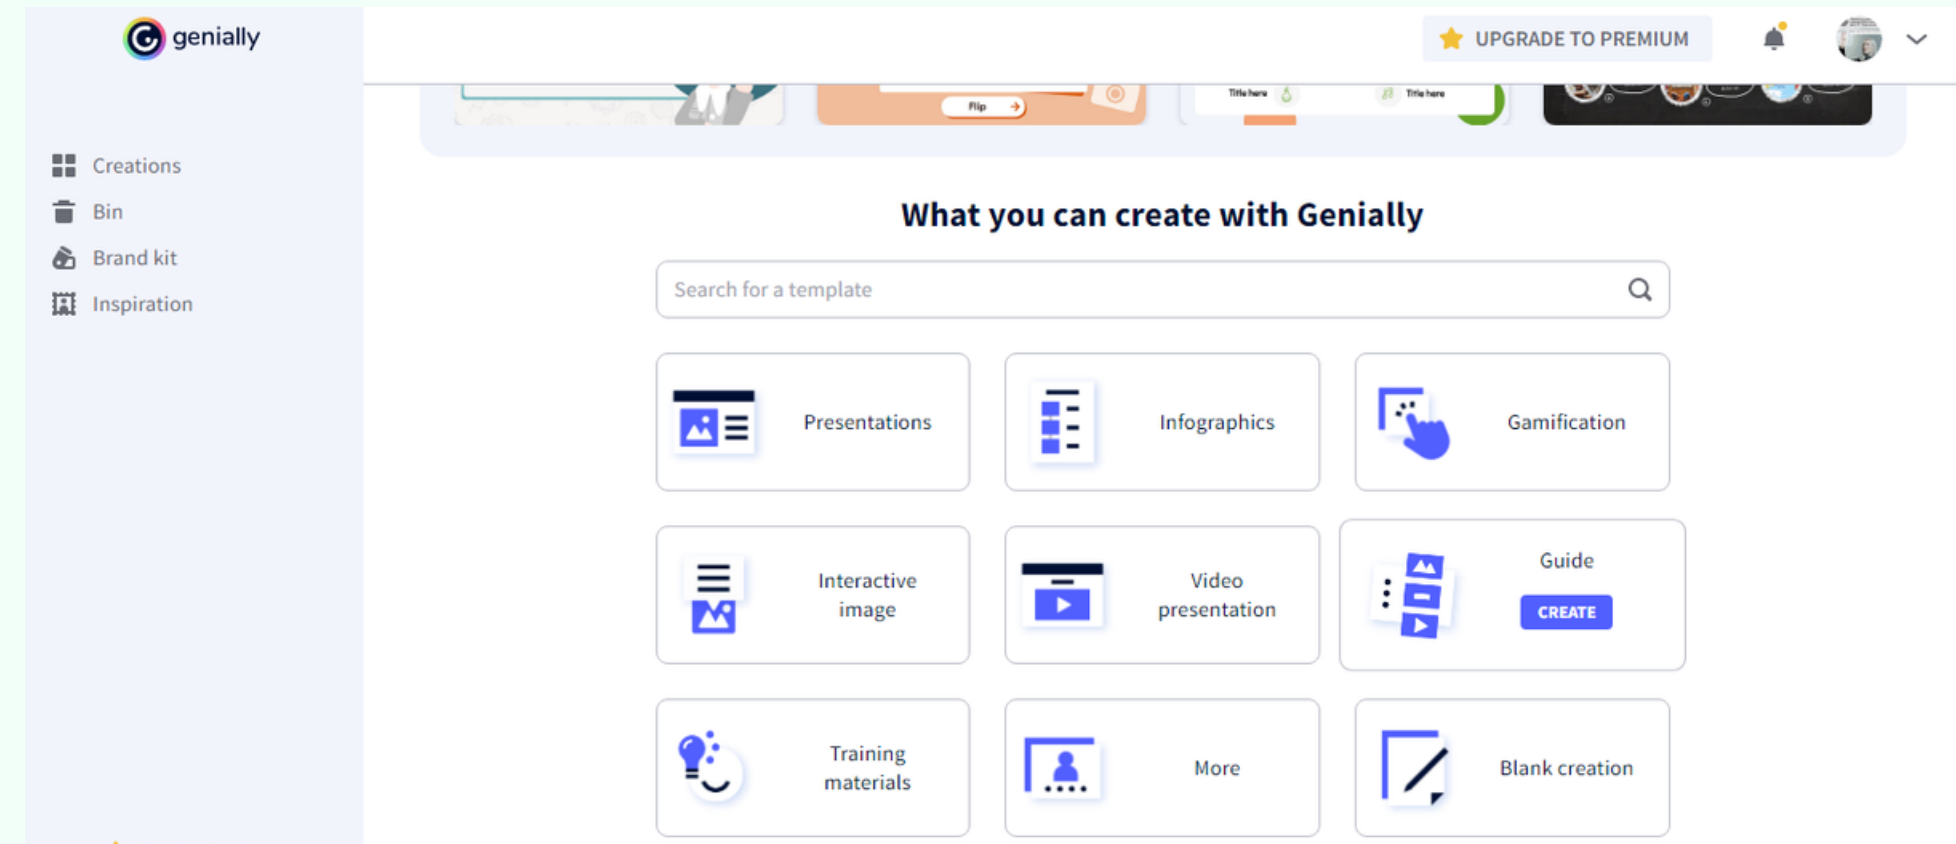 genially
UPGRADE TO PREMIUM
Flip
Title here
Title here
Creations
Bin
Brand kit
Inspiration
What you can create with Genially
Search for a template
Presentations
Infographics
Gamification
Interactive
image
Video
presentation
Guide
CREATE
Training
materials
More
Blank creation